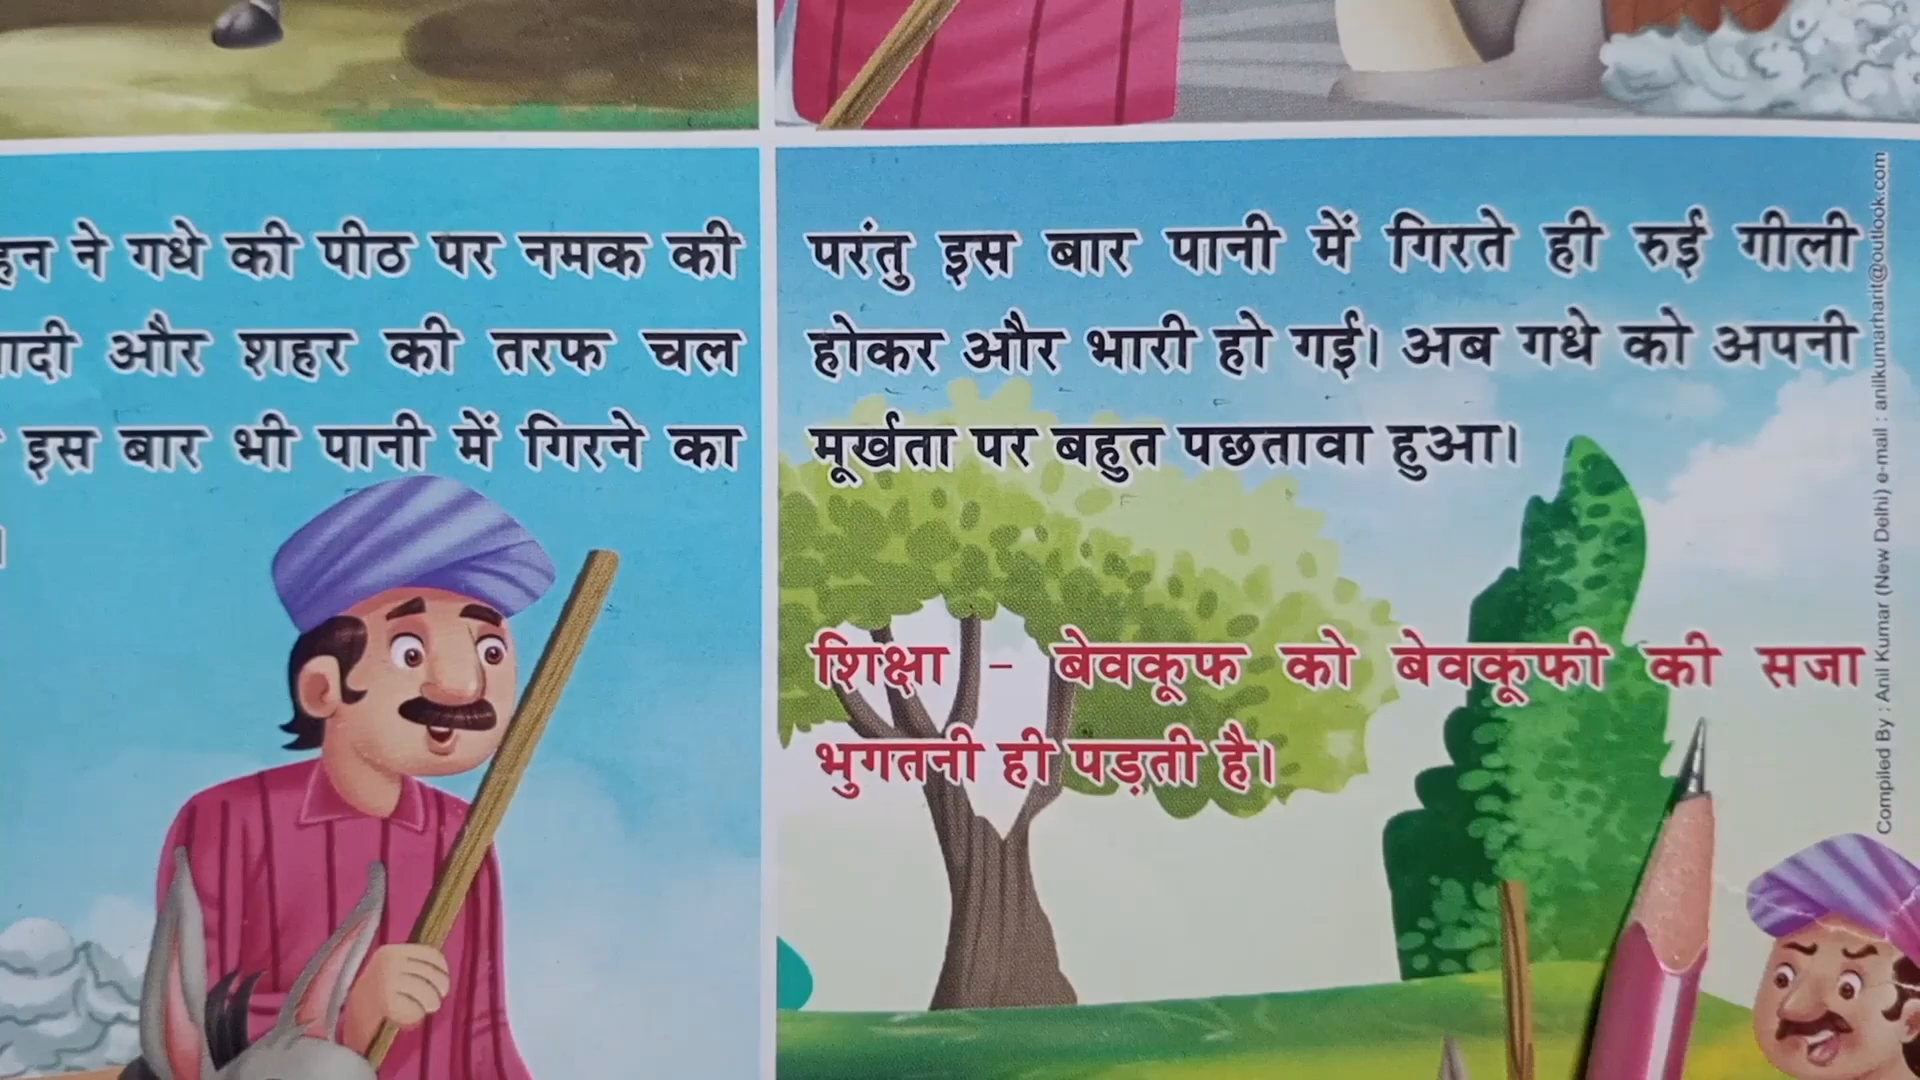 ने गधे की पीठ पर नमक की
और शहर की तरफ चल
इस बार भी पानी में गिरने का
परंतु इस बार पानी में गिरते ही रुई गीली
होकर और भारी हो गई। अब गधे को अपनी
मूर्खता पर बहुत पछतावा हुआ।
शिक्षा – बेवकूफ को बेवकूफी की सजा
भुगतनी ही पड़ती है।
Compiled By : Anil Kumar (New Delhi) e-mail : anilkumarharit@outlook.com